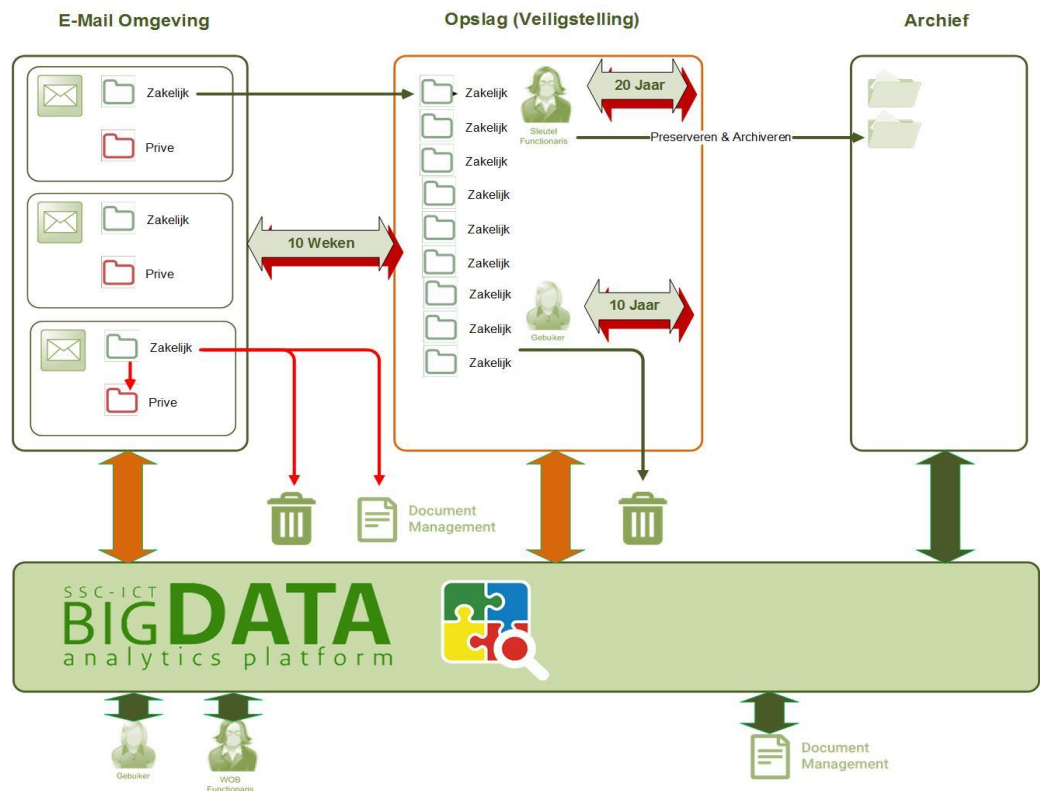 E-Mail Omgeving
Opslag (Veiligstelling)
Archief
Zakelijk
Prive
Zakelijk
Prive
Zakelijk
Prive
10 Weken
Zakelijk
Zakelijk
Zakelijk
Zakelijk
Zakelijk
Zakelijk
Zakelijk
Zakelijk
Zakelijk
Sleutel
Functionaris
20 Jaar
Preserveren & Archiveren
Gebuiker
10 Jaar
Document
Management
SSC-ICT
BIGDATA
analytics platform
Gebuiker
WOB
Functionaris
Document
Management